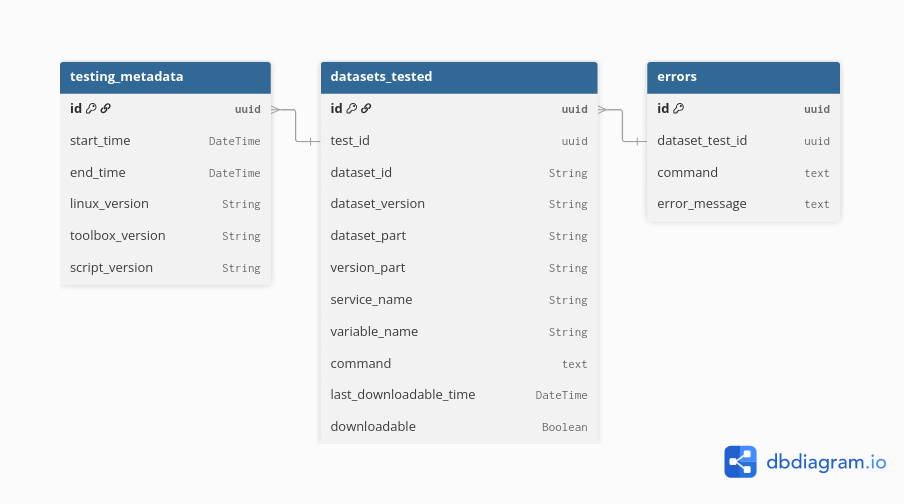 testing_metadata
id uuid
start_time DateTime
end_time DateTime
linux_version String
toolbox_version String
script_version String
datasets_tested
id uuid
test_id uuid
dataset_id String
dataset_version String
dataset_part String
version_part String
service_name String
variable_name String
command text
last_downloadable_time DateTime
downloadable Boolean
errors
id uuid
dataset_test_id uuid
command text
error_message text
dbdiagram.io